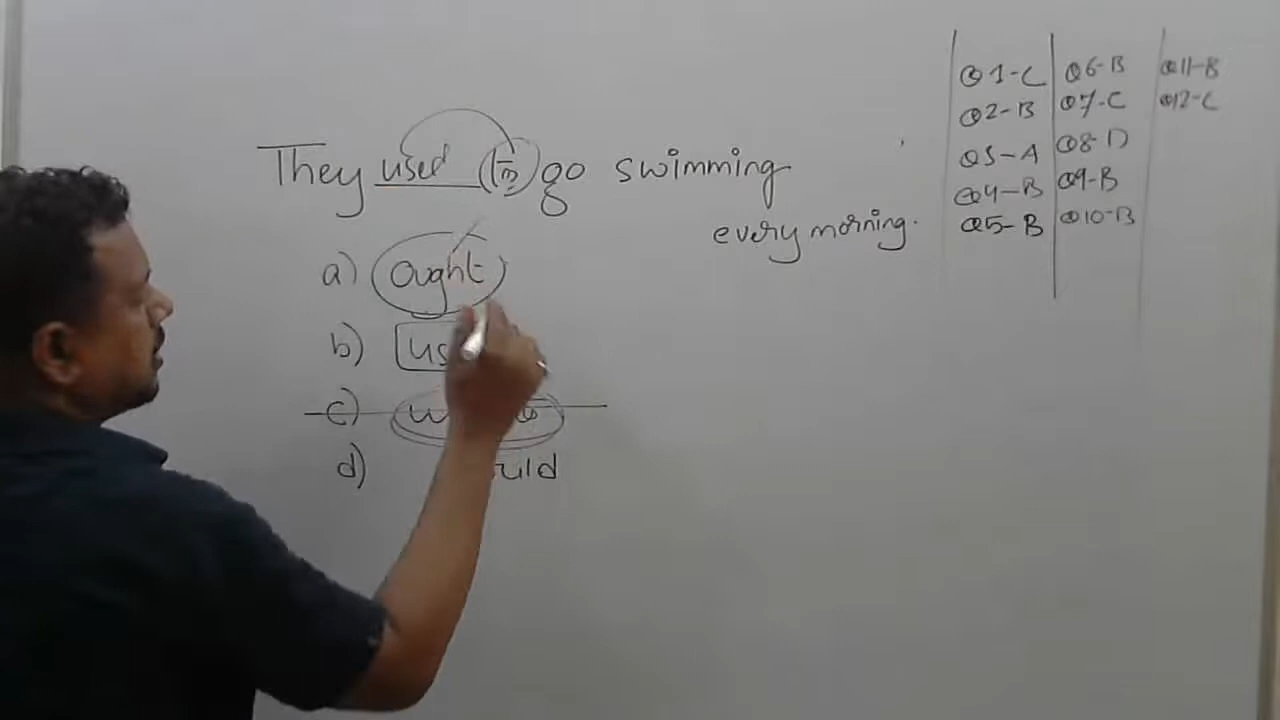 They used to go swimming
every morning.
a) ought
b) us
c)
d)
Q1-C
Q2-B
Q3-A
Q4-B
Q5-B
Q6-B
Q7-C
Q8-D
Q9-B
Q10-B
Q11-B
Q12-C